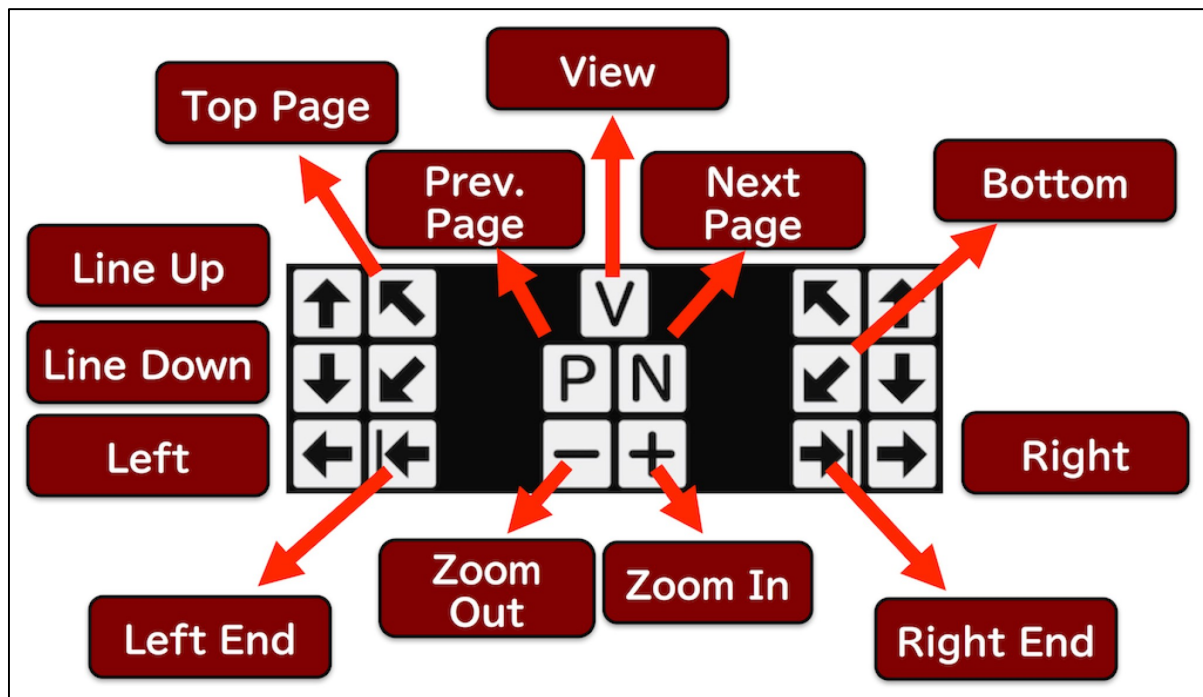 View
Top Page
Prev.
Page
Next
Page
Bottom
Line Up
V
Line Down
P N
Left
Right
- +
Zoom
Out
Zoom In
Left End
Right End